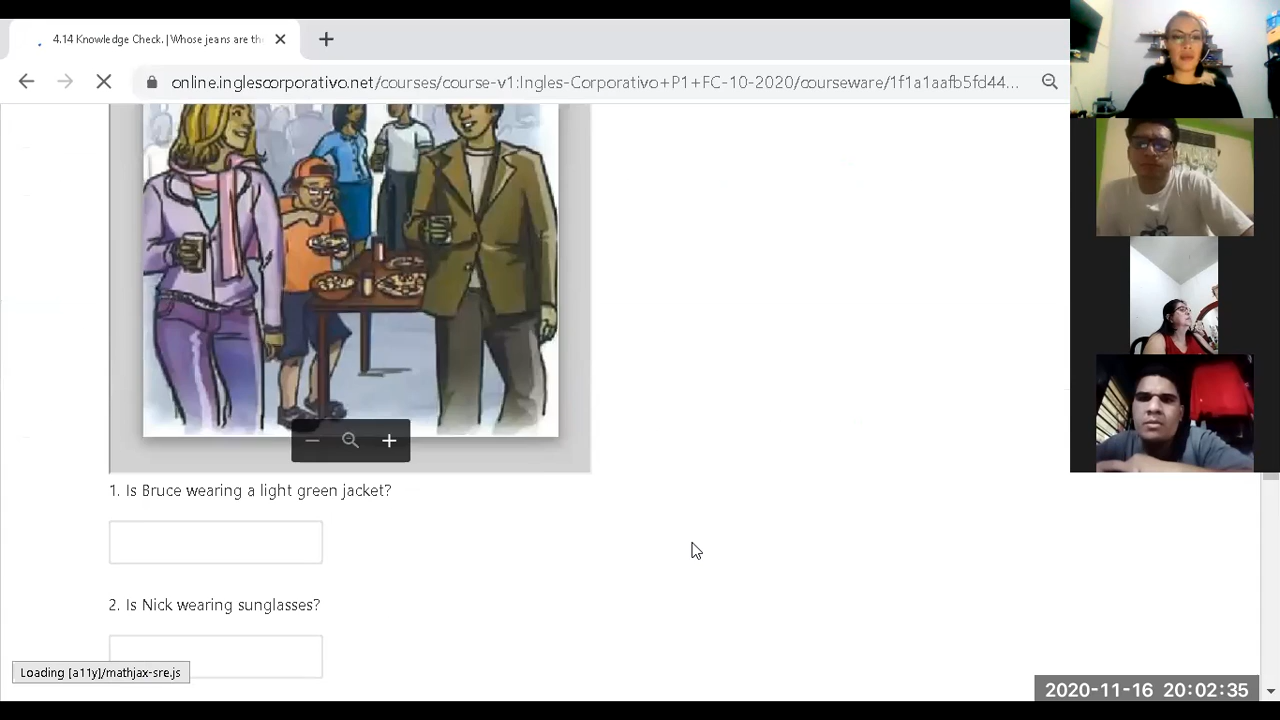 4.14 Knowledge Check. | Whose jeans are the
online.inglescorporativo.net/courses/course-v1:Ingles-Corporativo+P1+FC-10-2020/courseware/1f1a1aafb5fd44...
1. Is Bruce wearing a light green jacket?
2. Is Nick wearing sunglasses?
Loading [a11y]/mathjax-sre.js
2020-11-16 20:02:35